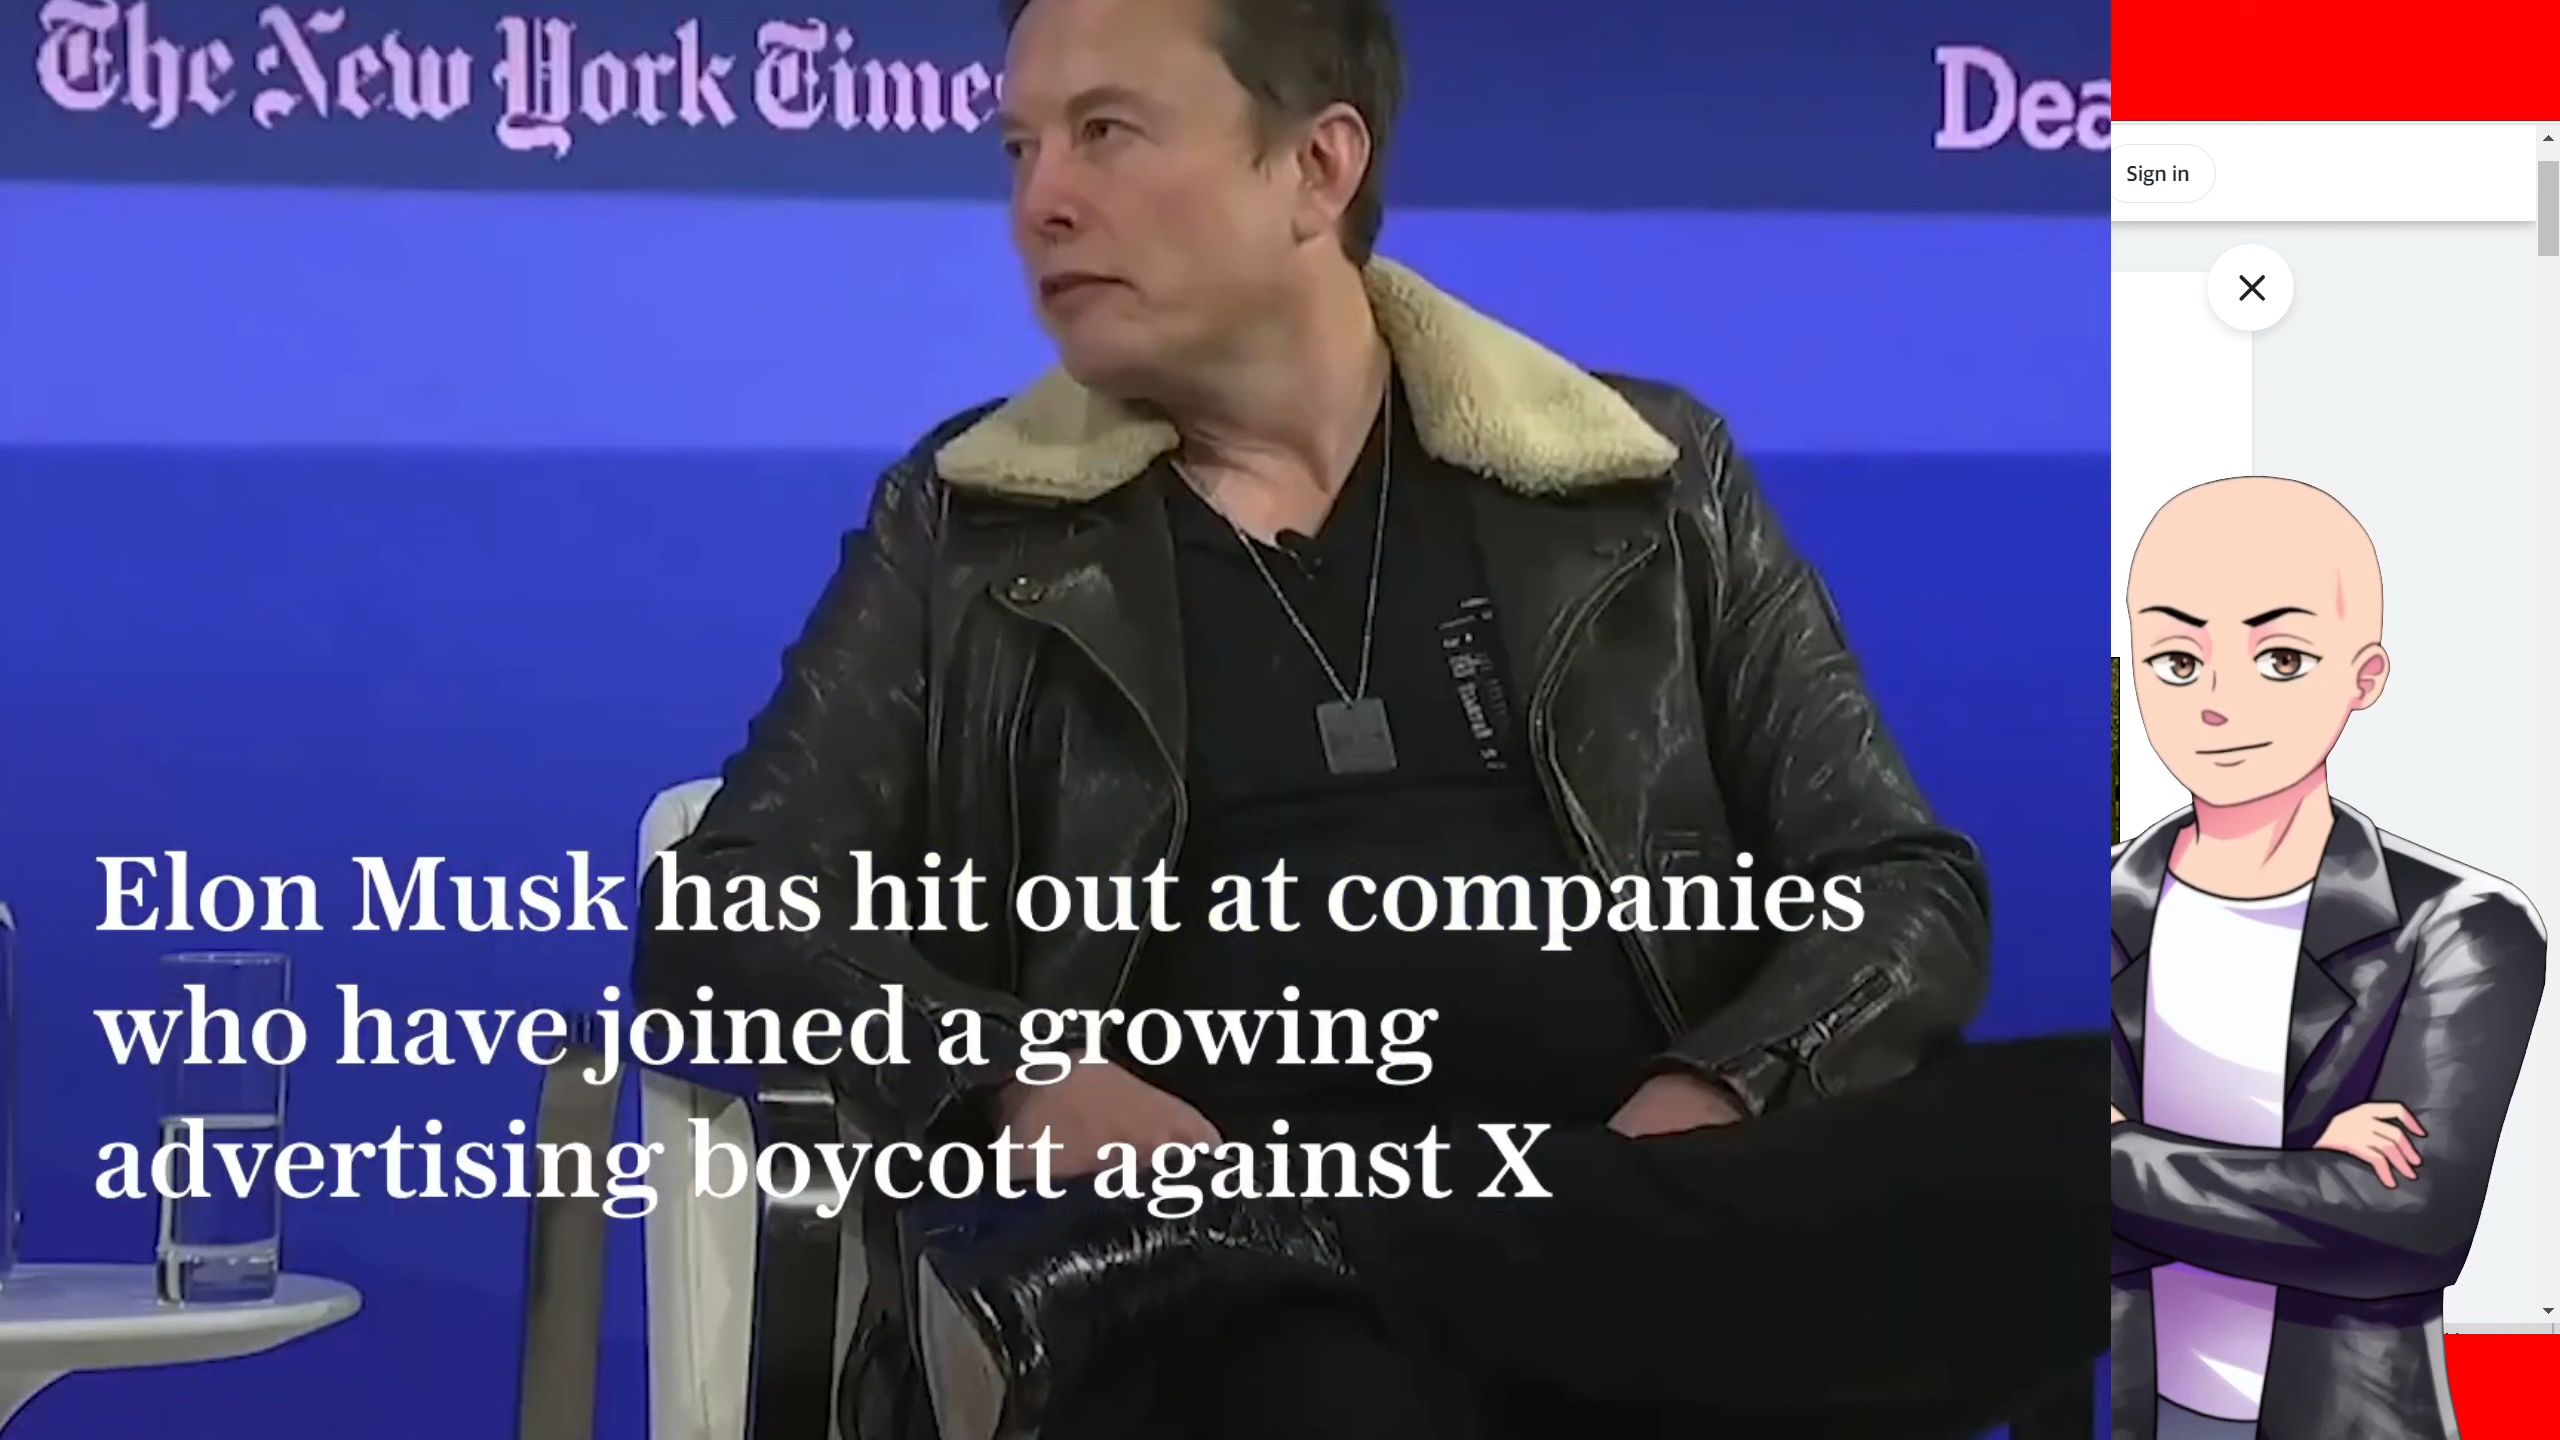 The New York Times
Dea
Sign in
Elon Musk has hit out at companies
who have joined a growing
advertising boycott against X